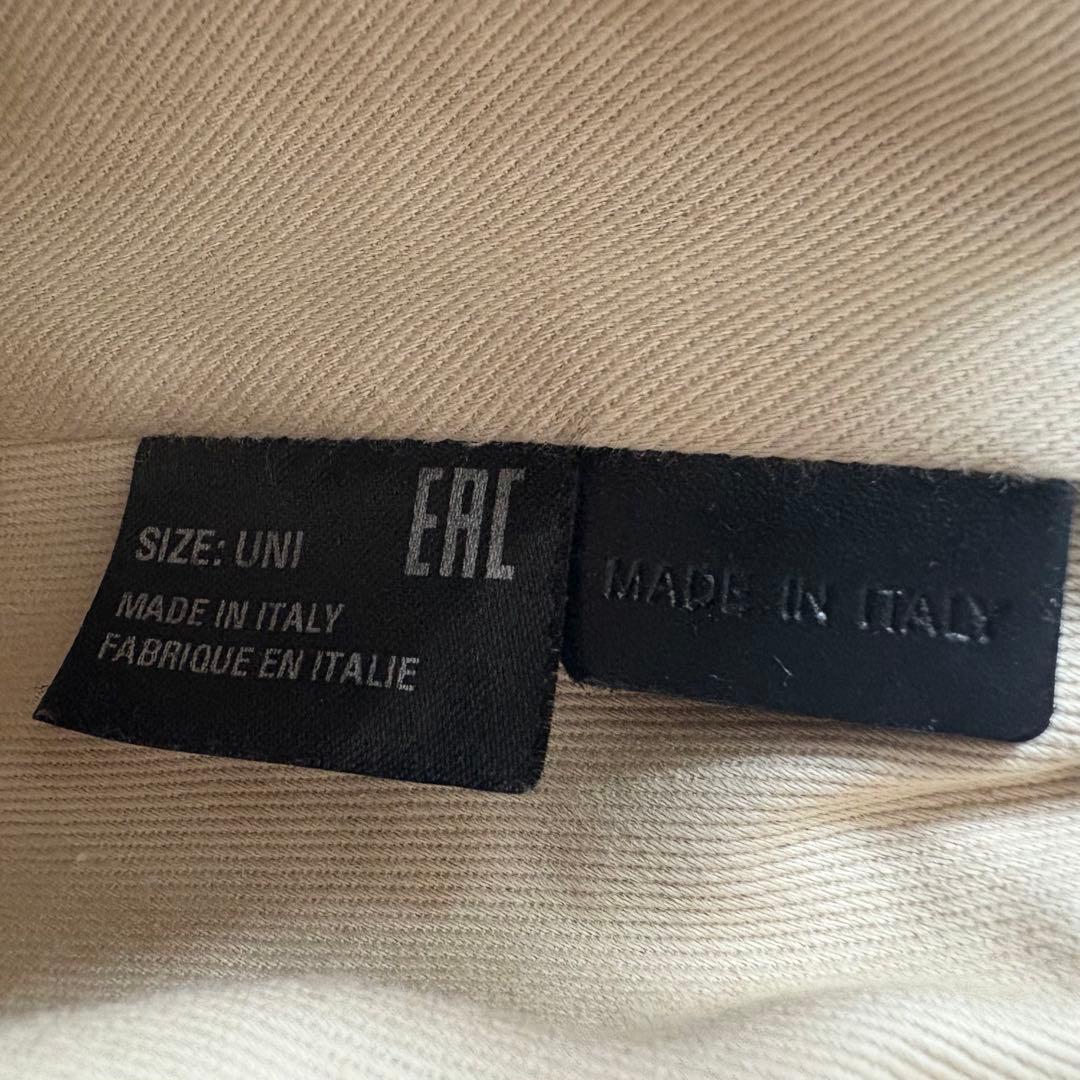 EAC
SIZE: UNI
MADE IN ITALY
FABRIQUE EN ITALIE
MADE IN ITALY